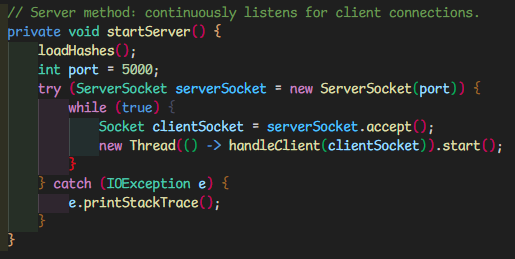 // Server method: continuously listens for client connections.
private void startServer() {
    loadHashes();
    int port = 5000;
    try (ServerSocket serverSocket = new ServerSocket(port)) {
        while (true) {
            Socket clientSocket = serverSocket.accept();
            new Thread(() -> handleClient(clientSocket)).start();
        }
    } catch (IOException e) {
        e.printStackTrace();
    }
}